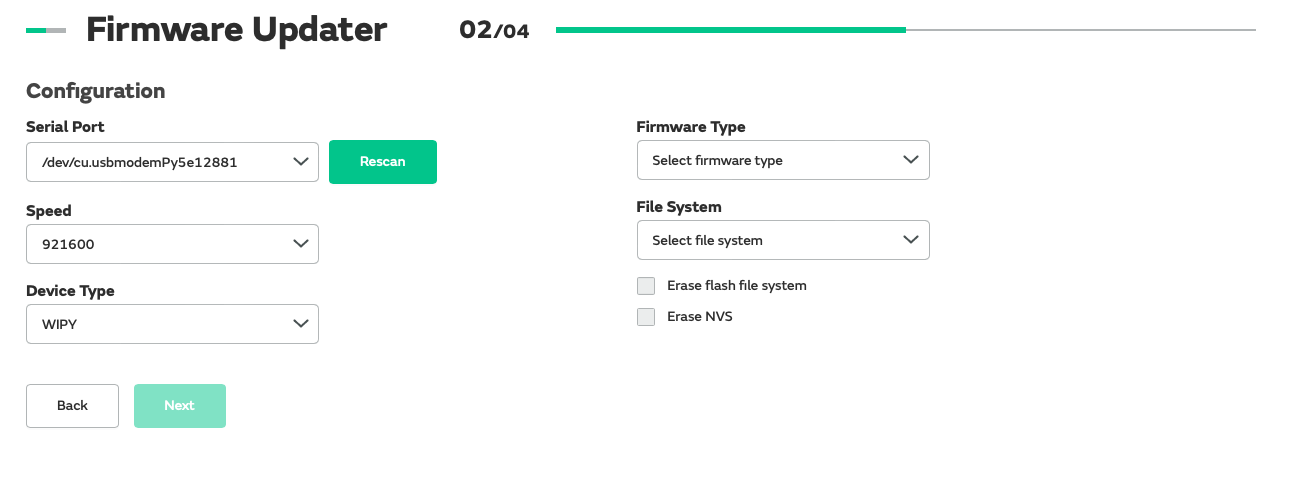 Firmware Updater
02/04
Configuration
Serial Port
/dev/cu.usbmodemPy5e12881
Rescan
Speed
921600
Device Type
WIPY
Firmware Type
Select firmware type
File System
Select file system
Erase flash file system
Erase NVS
Back
Next